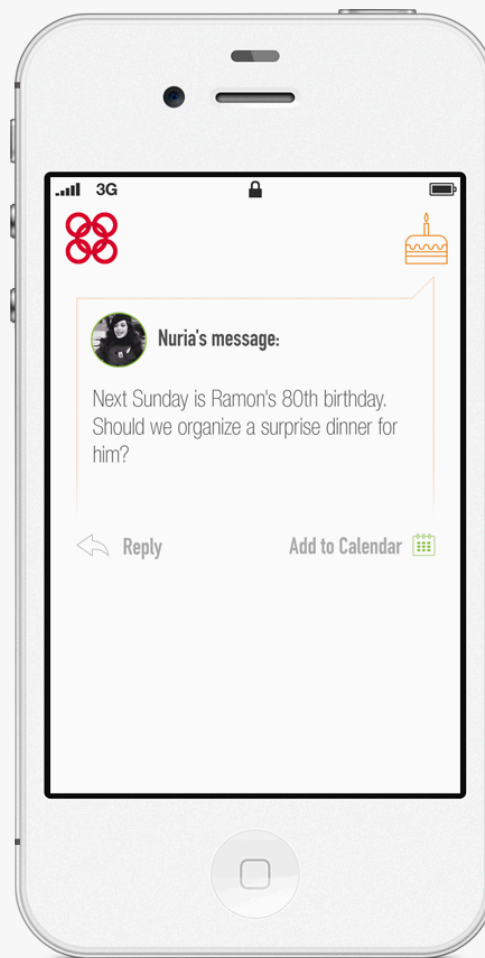 3G
Nuria's message:
Next Sunday is Ramon's 80th birthday.
Should we organize a surprise dinner for
him?
Reply
Add to Calendar